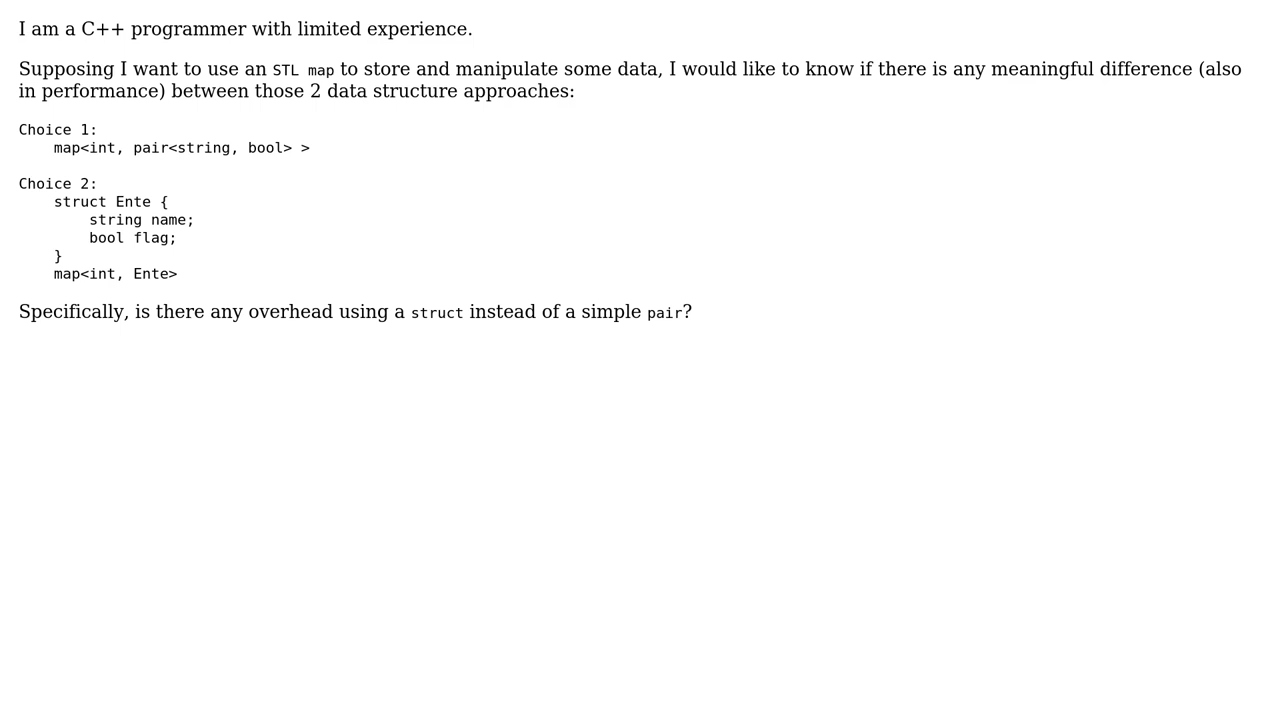 I am a C++ programmer with limited experience.
Supposing I want to use an STL map to store and manipulate some data, I would like to know if there is any meaningful difference (also
in performance) between those 2 data structure approaches:
Choice 1:
    map<int, pair<string, bool> >
Choice 2:
    struct Ente {
        string name;
        bool flag;
    }
    map<int, Ente>
Specifically, is there any overhead using a struct instead of a simple pair?